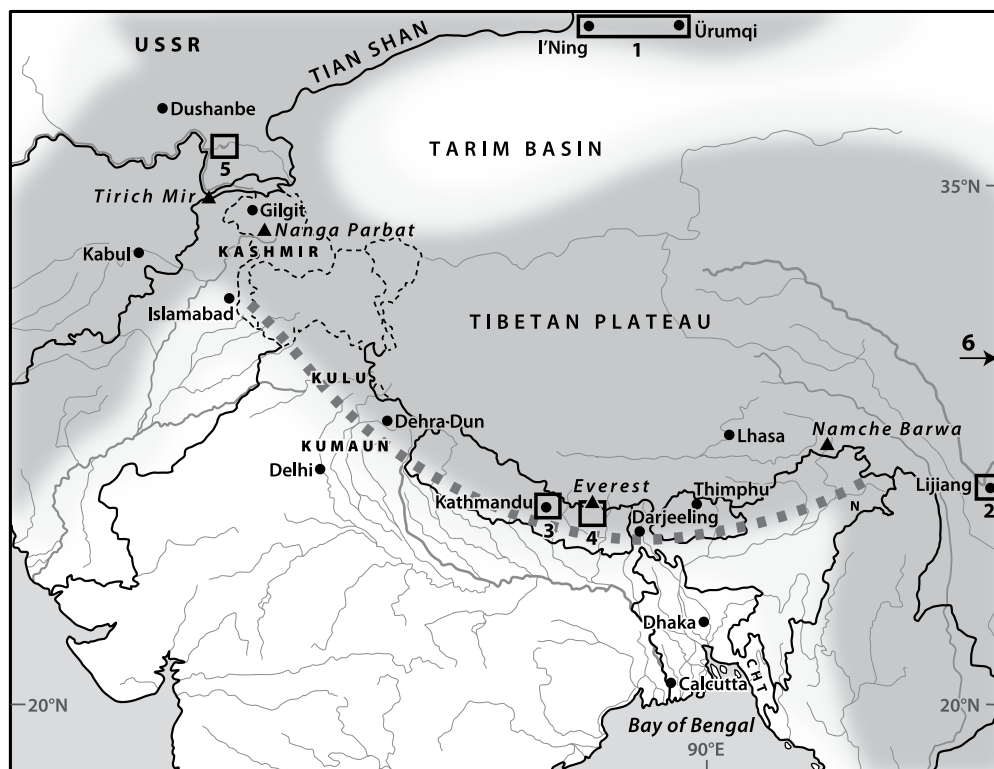 USSR
TIAN SHAN
I'Ning
1
Ürumqi
Dushanbe
5
TARIM BASIN
Tirich Mir
Gilgit
Nanga Parbat
35°N
Kabul
KASHMIR
Islamabad
TIBETAN PLATEAU
6
KULU
Dehra-Dun
Lhasa
Namche Barwa
KUMAUN
Delhi
Kathmandu
Everest
Thimphu
Lijiang
3
4
Darjeeling
N
2
Dhaka
CHT
Calcutta
20°N
20°N
Bay of Bengal
90°E